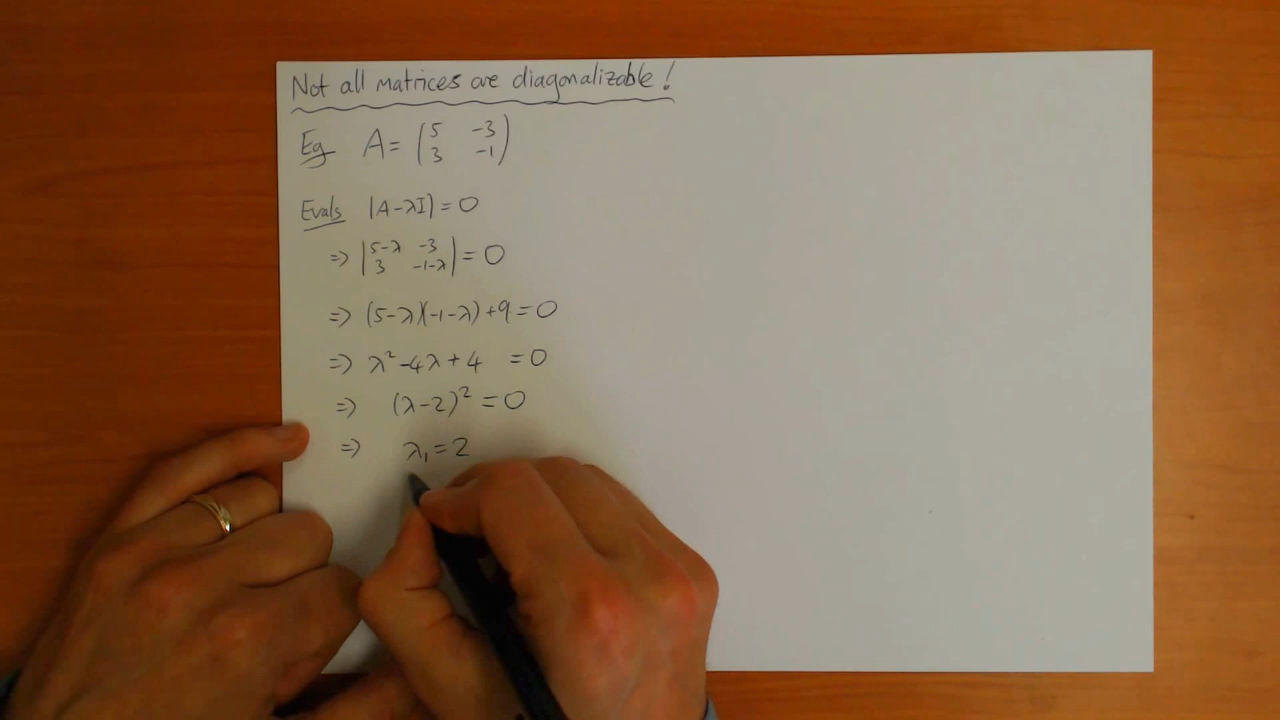 Not all matrices are diagonalizable!
Eg A = (5 -3
3 -1)
Evals |A-λI| = 0
⇒ |5-λ -3
3 -1-λ| = 0
⇒ (5-λ)(-1-λ)+9 = 0
⇒ λ²-4λ+4 = 0
⇒ (λ-2)² = 0
⇒ λ₁ = 2